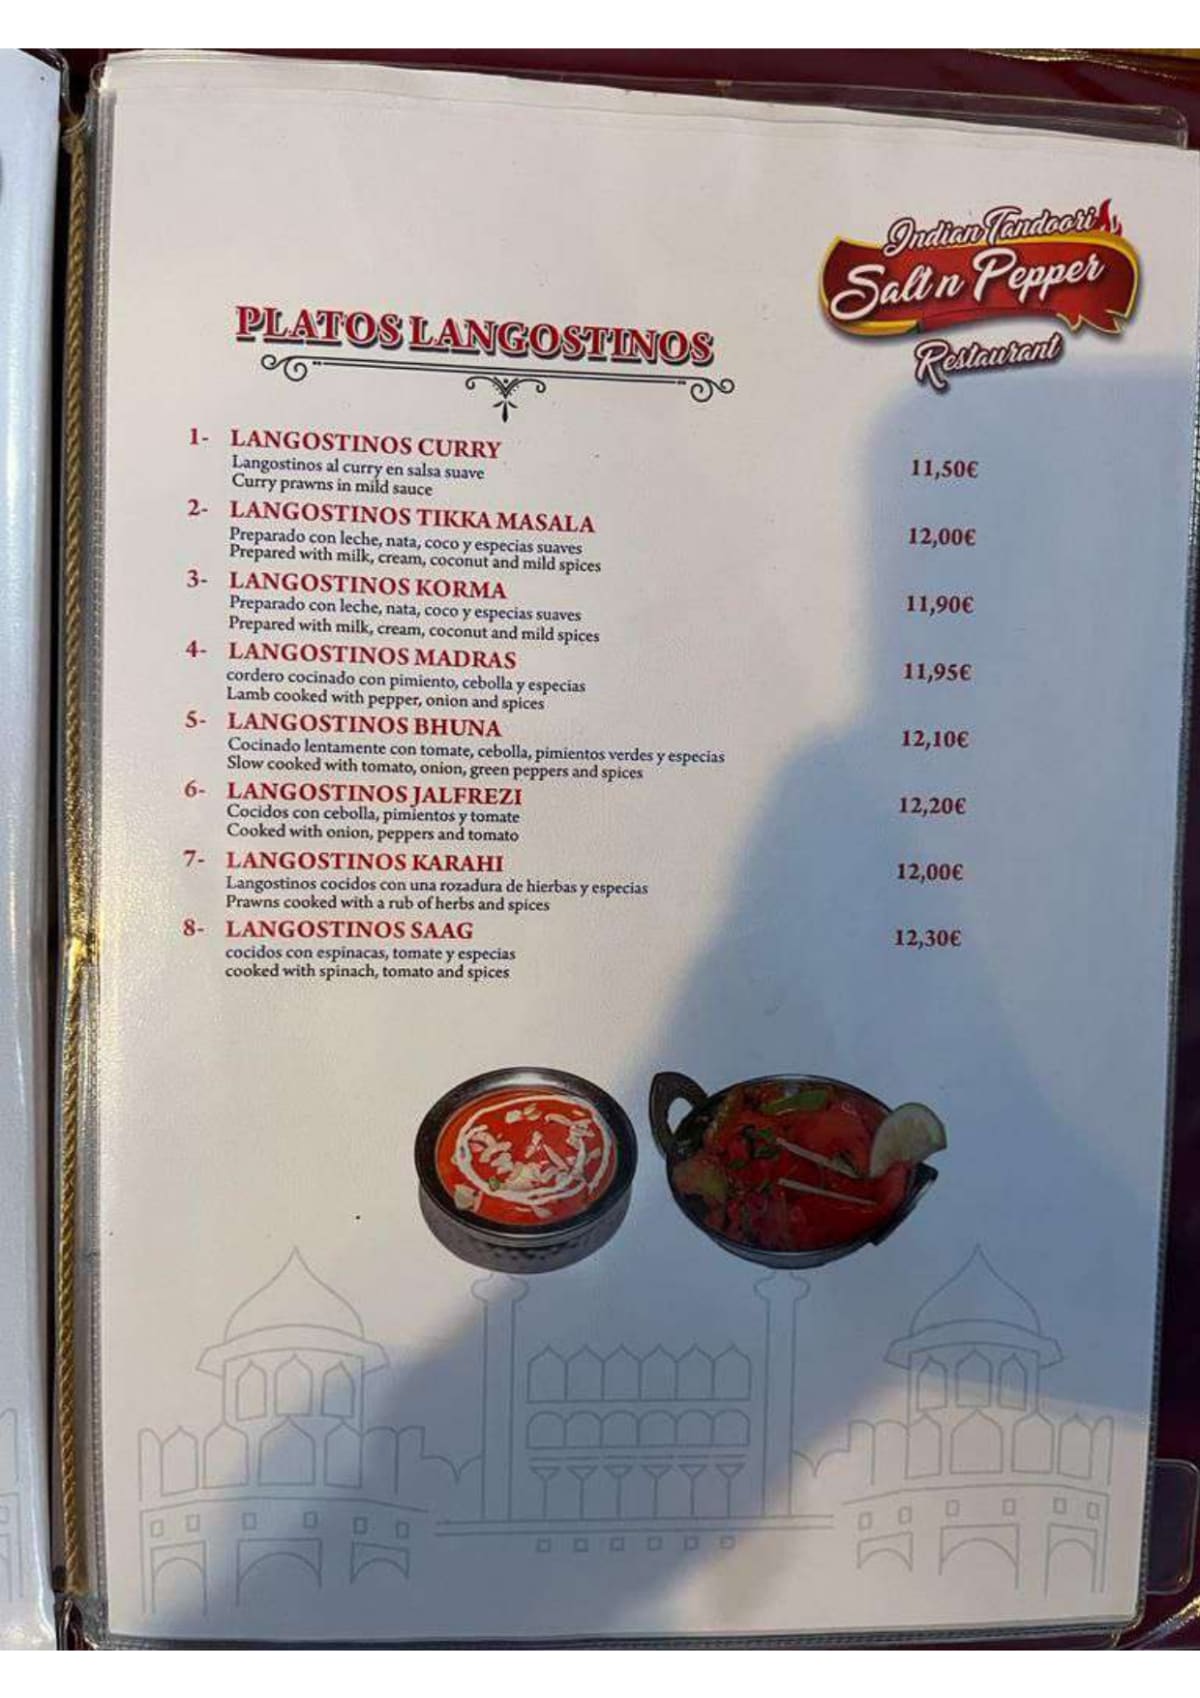 Indian Tandoori
Salt n Pepper
Restaurant
PLATOS LANGOSTINOS
1- LANGOSTINOS CURRY 11,50€
Langostinos al curry en salsa suave
Curry prawns in mild sauce
2- LANGOSTINOS TIKKA MASALA 12,00€
Preparado con leche, nata, coco y especias suaves
Prepared with milk, cream, coconut and mild spices
3- LANGOSTINOS KORMA 11,90€
Preparado con leche, nata, coco y especias suaves
Prepared with milk, cream, coconut and mild spices
4- LANGOSTINOS MADRAS 11,95€
cordero cocinado con pimiento, cebolla y especias
Lamb cooked with pepper, onion and spices
5- LANGOSTINOS BHUNA 12,10€
Cocinado lentamente con tomate, cebolla, pimientos verdes y especias
Slow cooked with tomato, onion, green peppers and spices
6- LANGOSTINOS JALFREZI 12,20€
Cocidos con cebolla, pimientos y tomate
Cooked with onion, peppers and tomato
7- LANGOSTINOS KARAHI 12,00€
Langostinos cocidos con una rozadura de hierbas y especias
Prawns cooked with a rub of herbs and spices
8- LANGOSTINOS SAAG 12,30€
cocidos con espinacas, tomate y especias
cooked with spinach, tomato and spices